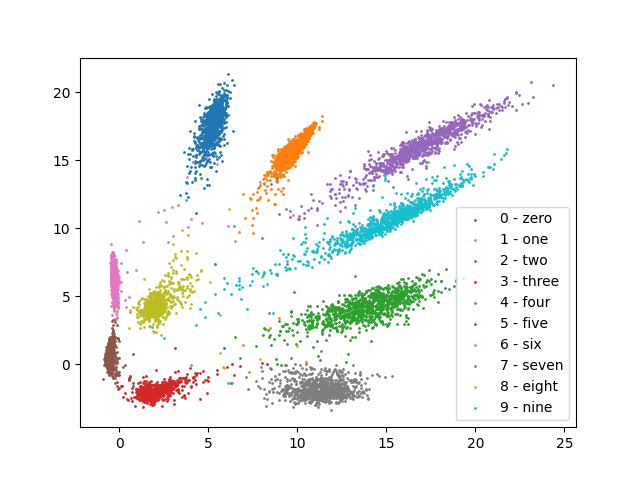 20
15
10
5
0
0 5 10 15 20 25
0 - zero
1 - one
2 - two
3 - three
4 - four
5 - five
6 - six
7 - seven
8 - eight
9 - nine